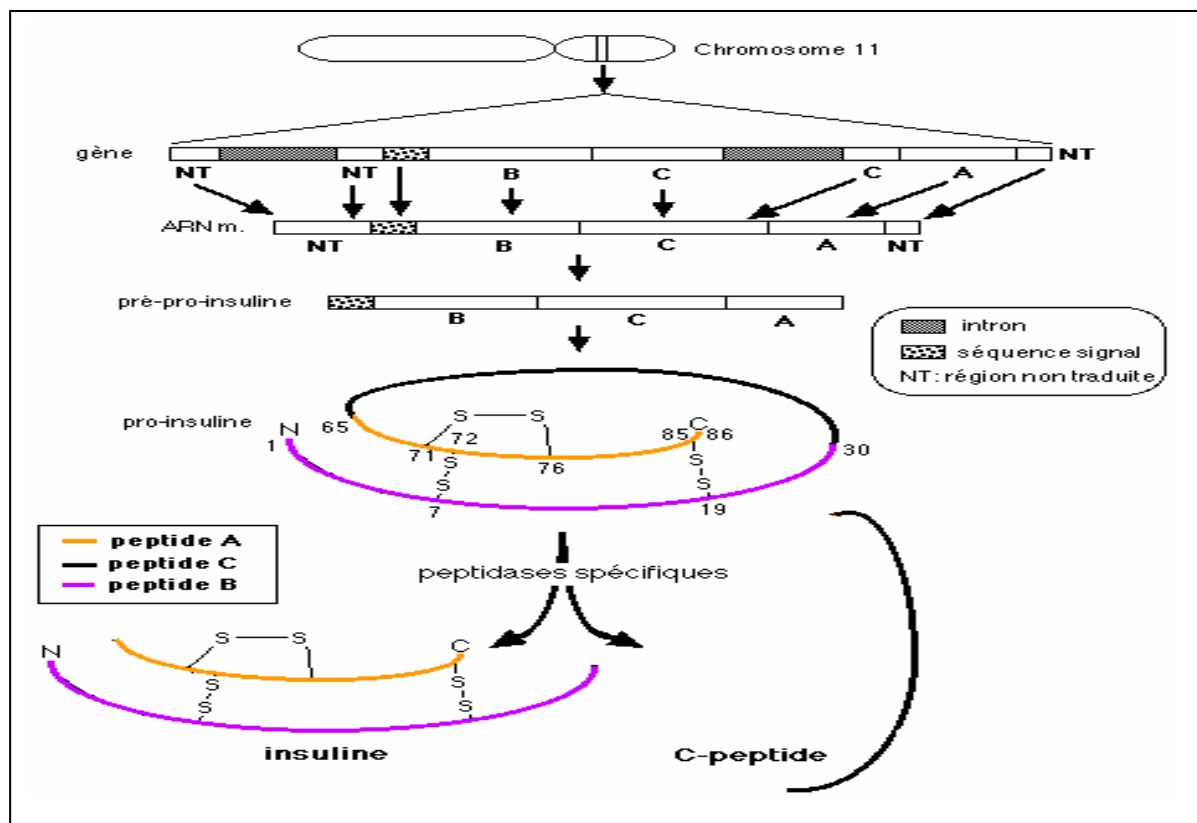 Chromosome 11
gène
NT
NT
NT
B
C
C
A
ARN m.
NT
B
C
A
NT
pré-pro-insuline
B
C
A
intron
séquence signal
NT: région non traduite
pro-insuline
N
1
65
S — S
C
72
71
76
85
86
30
S
S
S
S
7
19
peptide A
peptide C
peptide B
peptidases spécifiques
N
S — S
C
S
S
S
S
insuline
C-peptide